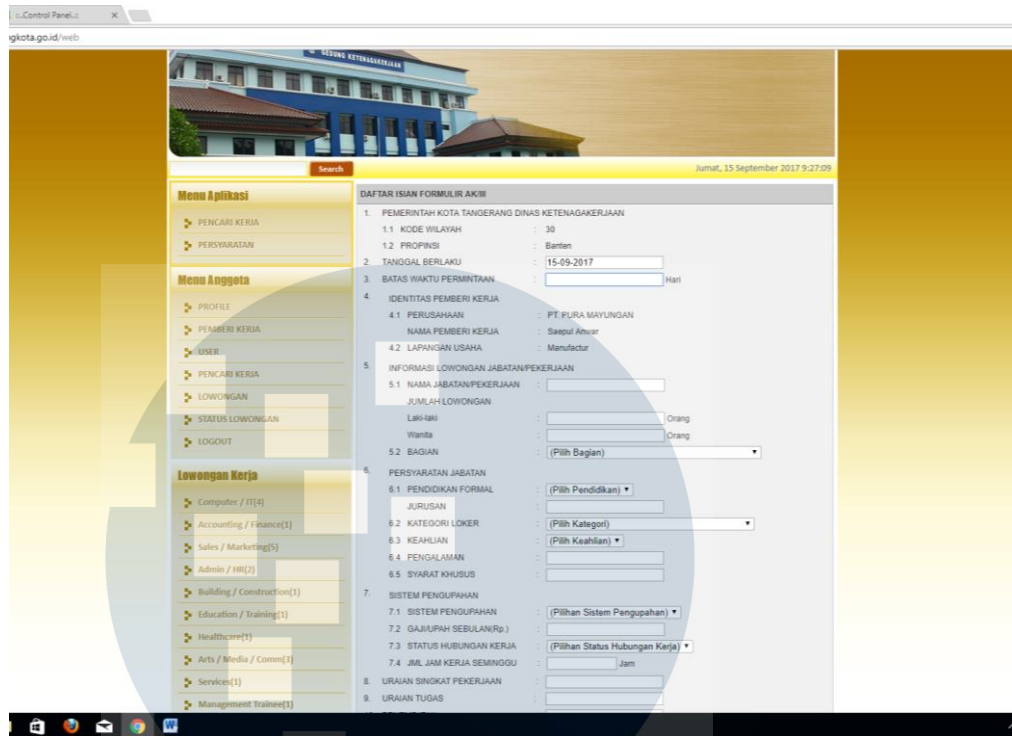 ::..Control Panel..::
gkota.go.id/web
GEDUNG KETENAGAKERJAAN
Search
Jumat, 15 September 2017 9:27:09
Menu Aplikasi
PENCARI KERJA
PERSYARATAN
Menu Anggota
PROFILE
PEMBERI KERJA
USER
PENCARI KERJA
LOWONGAN
STATUS LOWONGAN
LOGOUT
Lowongan Kerja
Computer / IT(4)
Accounting / Finance(1)
Sales / Marketing(5)
Admin / HR(2)
Building / Construction(1)
Education / Training(1)
Healthcare(1)
Arts / Media / Comm(3)
Services(1)
Management Trainee(1)
DAFTAR ISIAN FORMULIR AK/III
1. PEMERINTAH KOTA TANGERANG DINAS KETENAGAKERJAAN
1.1 KODE WILAYAH : 30
1.2 PROPINSI : Banten
2. TANGGAL BERLAKU : 15-09-2017
3. BATAS WAKTU PERMINTAAN : Hari
4. IDENTITAS PEMBERI KERJA
4.1 PERUSAHAAN : PT. PURA MAYUNGAN
NAMA PEMBERI KERJA : Saepul Anwar
4.2 LAPANGAN USAHA : Manufactur
5. INFORMASI LOWONGAN JABATAN/PEKERJAAN
5.1 NAMA JABATAN/PEKERJAAN :
JUMLAH LOWONGAN
Laki-laki : Orang
Wanita : Orang
5.2 BAGIAN : (Pilih Bagian)
6. PERSYARATAN JABATAN
6.1 PENDIDIKAN FORMAL : (Pilih Pendidikan)
JURUSAN :
6.2 KATEGORI LOKER : (Pilih Kategori)
6.3 KEAHLIAN : (Pilih Keahlian)
6.4 PENGALAMAN :
6.5 SYARAT KHUSUS :
7. SISTEM PENGUPAHAN
7.1 SISTEM PENGUPAHAN : (Pilihan Sistem Pengupahan)
7.2 GAJI/UPAH SEBULAN(Rp.) :
7.3 STATUS HUBUNGAN KERJA : (Pilihan Status Hubungan Kerja)
7.4 JML JAM KERJA SEMINGGU : Jam
8. URAIAN SINGKAT PEKERJAAN :
9. URAIAN TUGAS :